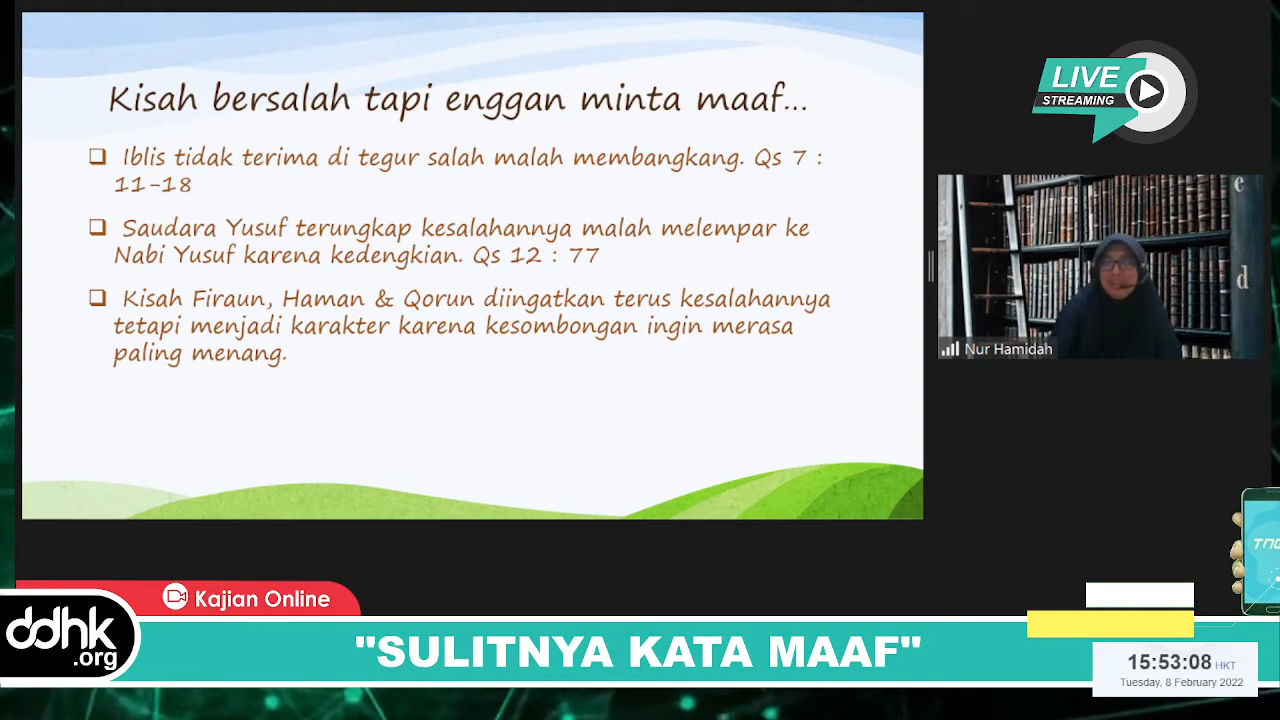 Kisah bersalah tapi enggan minta maaf...
Iblis tidak terima di tegur salah malah membangkang. Qs 7 :
11-18
Saudara Yusuf terungkap kesalahannya malah melempar ke
Nabi Yusuf karena kedengkian. Qs 12 : 77
Kisah Firaun, Haman & Qorun diingatkan terus kesalahannya
tetapi menjadi karakter karena kesombongan ingin merasa
paling menang.
LIVE
STREAMING
e
d
Nur Hamidah
Kajian Online
ddhk
.org
"SULITNYA KATA MAAF"
15:53:08 HKT
Tuesday, 8 February 2022